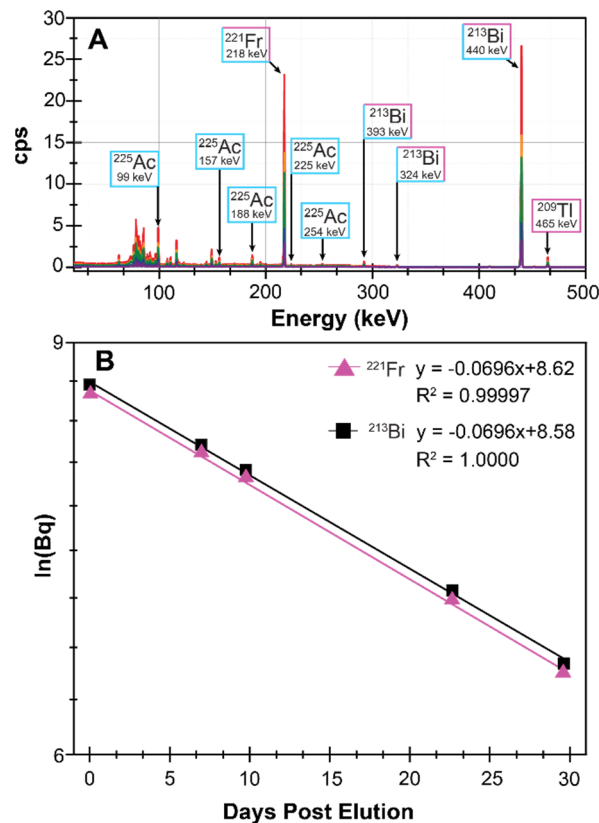 30
25
20
15
10
5
0
cps
A
²²¹Fr
218 keV
²¹³Bi
440 keV
²²⁵Ac
99 keV
²²⁵Ac
157 keV
²²⁵Ac
188 keV
²²⁵Ac
225 keV
²²⁵Ac
254 keV
²¹³Bi
393 keV
²¹³Bi
324 keV
²⁰⁹Tl
465 keV
100 200 300 400 500
Energy (keV)
B
9
6
ln(Bq)
²²¹Fr y = -0.0696x+8.62
R² = 0.99997
²¹³Bi y = -0.0696x+8.58
R² = 1.0000
0 5 10 15 20 25 30
Days Post Elution